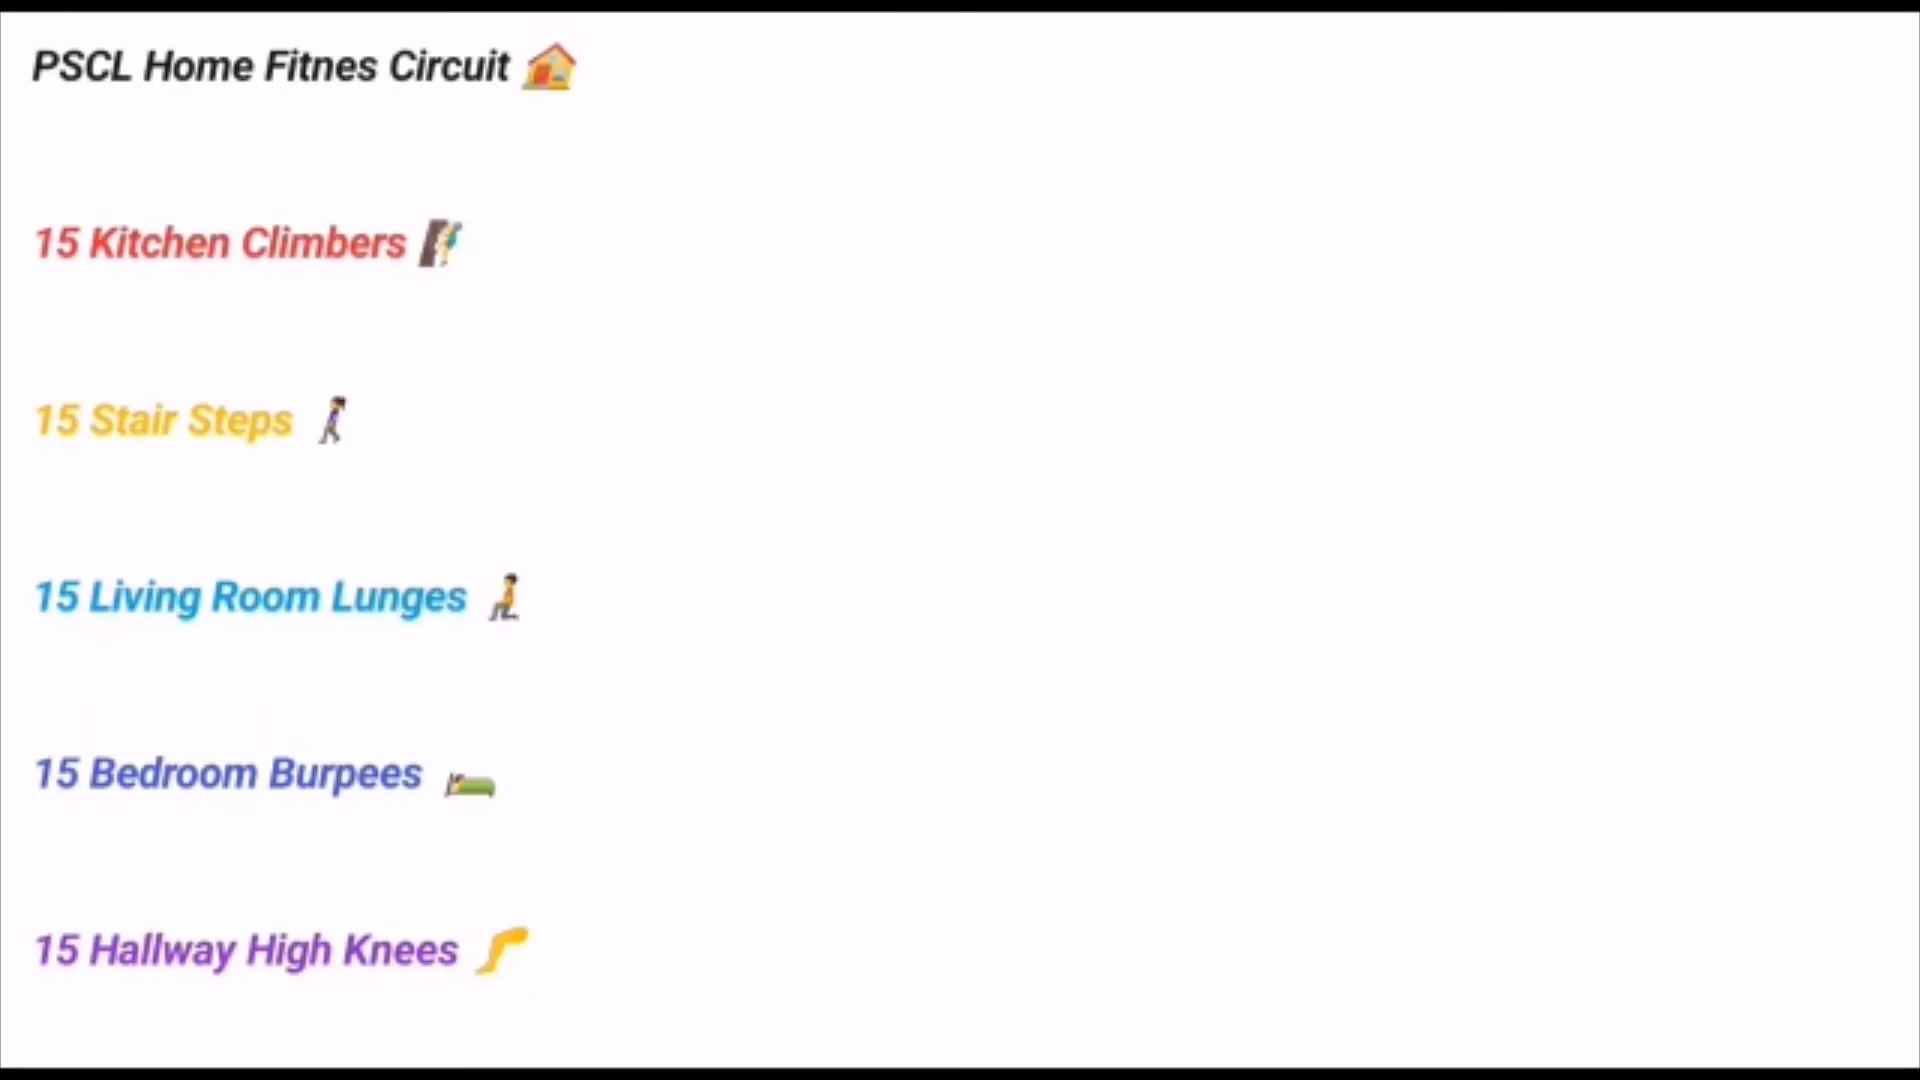 PSCL Home Fitnes Circuit 🏠
15 Kitchen Climbers 🧗
15 Stair Steps 🚶‍♀️
15 Living Room Lunges 🧎
15 Bedroom Burpees 🛌
15 Hallway High Knees 🦵